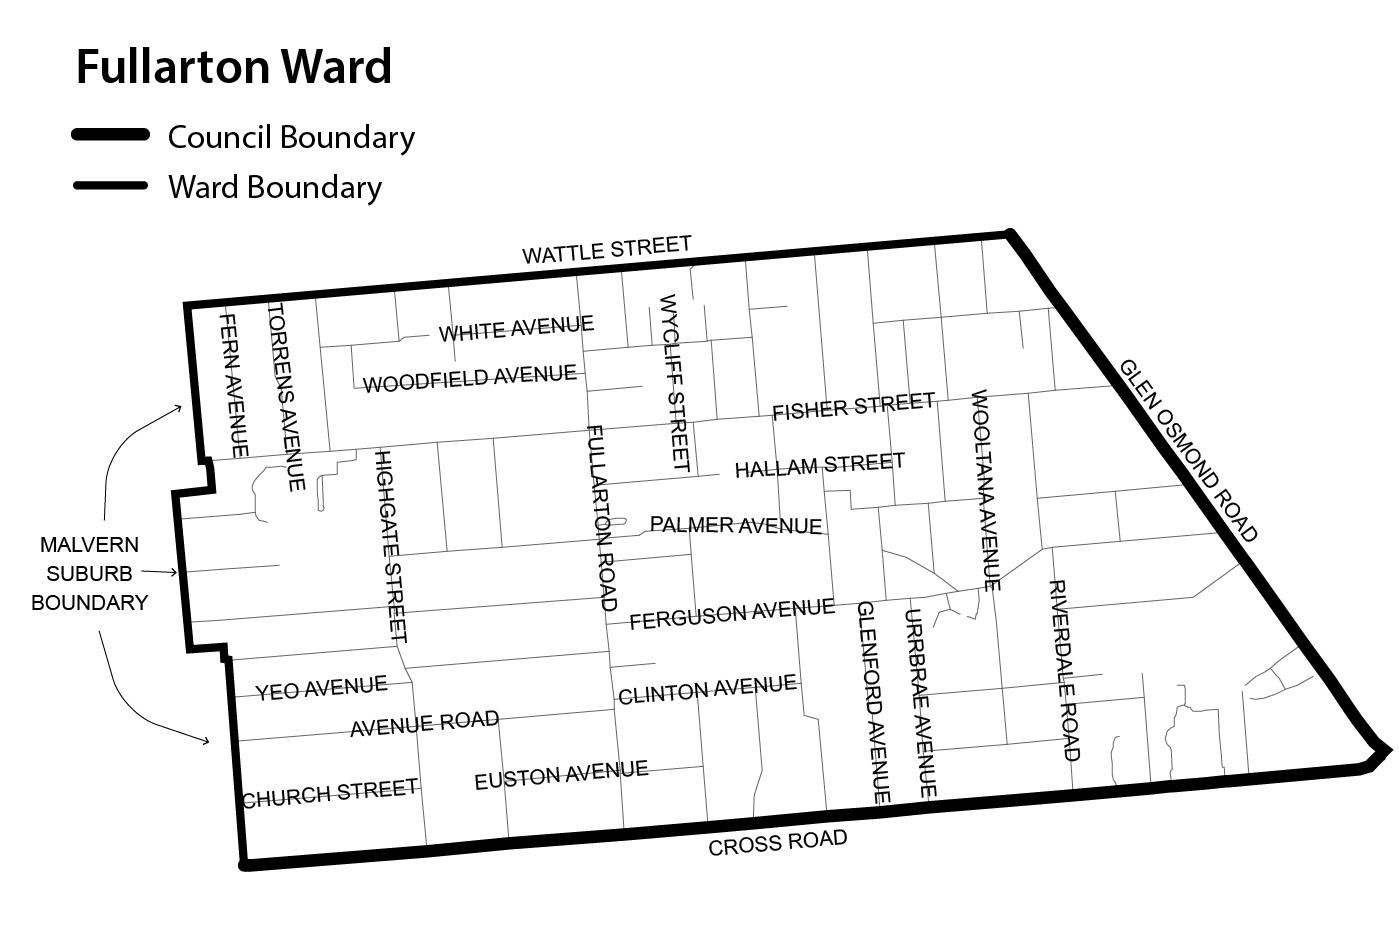 Fullarton Ward
Council Boundary
Ward Boundary
WATTLE STREET
FERN AVENUE
TORRENS AVENUE
WHITE AVENUE
WOODFIELD AVENUE
WYCLIFF STREET
FISHER STREET
GLEN OSMOND ROAD
HIGHGATE STREET
FULLARTON ROAD
HALLAM STREET
WOOLTANA AVENUE
PALMER AVENUE
MALVERN
SUBURB
BOUNDARY
FERGUSON AVENUE
GLENFORD AVENUE
URRBRAE AVENUE
RIVERDALE ROAD
YEO AVENUE
CLINTON AVENUE
AVENUE ROAD
EUSTON AVENUE
CHURCH STREET
CROSS ROAD